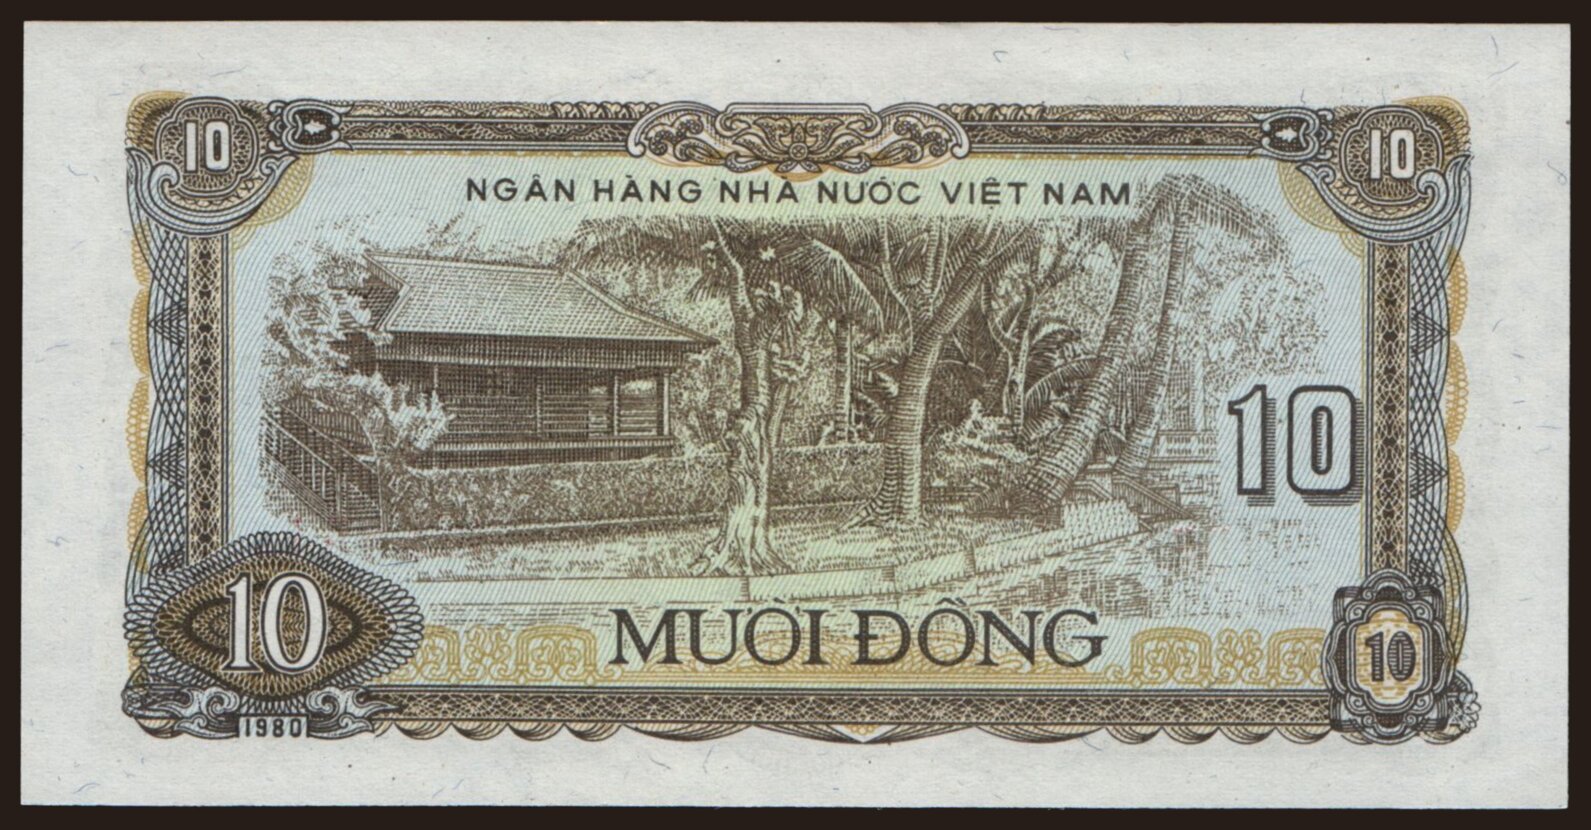 10 10
NGÂN HÀNG NHÀ NƯỚC VIỆT NAM
10
10 MƯỜI ĐỒNG 10
1980